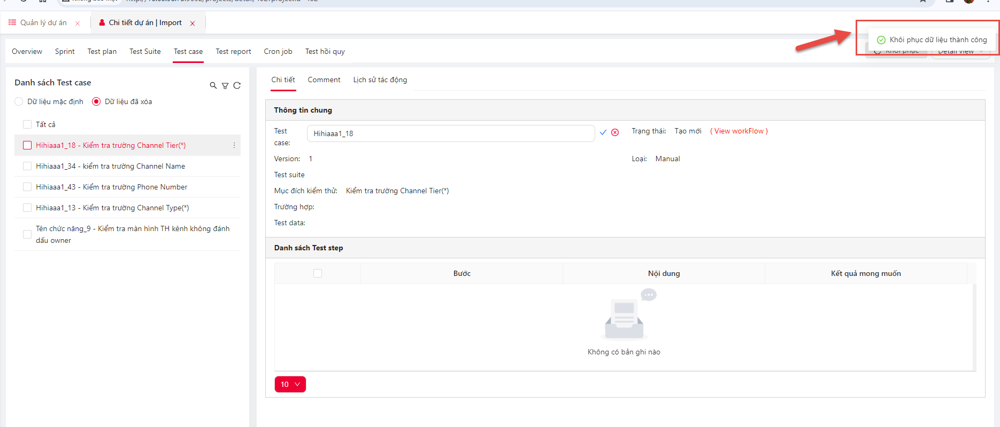 Quản lý dự án
Chi tiết dự án | Import
Khôi phục dữ liệu thành công
Overview
Sprint
Test plan
Test Suite
Test case
Test report
Cron job
Test hồi quy
Khôi phục
Detail view
Danh sách Test case
Dữ liệu mặc định
Dữ liệu đã xóa
Tất cả
Hihiaaa1_18 - Kiểm tra trường Channel Tier(*)
Hihiaaa1_34 - kiểm tra trường Channel Name
Hihiaaa1_43 - Kiểm tra trường Phone Number
Hihiaaa1_13 - Kiểm tra trường Channel Type(*)
Tên chức năng_9 - Kiểm tra màn hình TH kênh không đánh
dấu owner
Chi tiết
Comment
Lịch sử tác động
Thông tin chung
Test
case:
Hihiaaa1_18
Trạng thái: Tạo mới ( View workFlow )
Version: 1
Loại: Manual
Test suite
Mục đích kiểm thử: Kiểm tra trường Channel Tier(*)
Trường hợp:
Test data:
Danh sách Test step
Bước
Nội dung
Kết quả mong muốn
Không có bản ghi nào
10